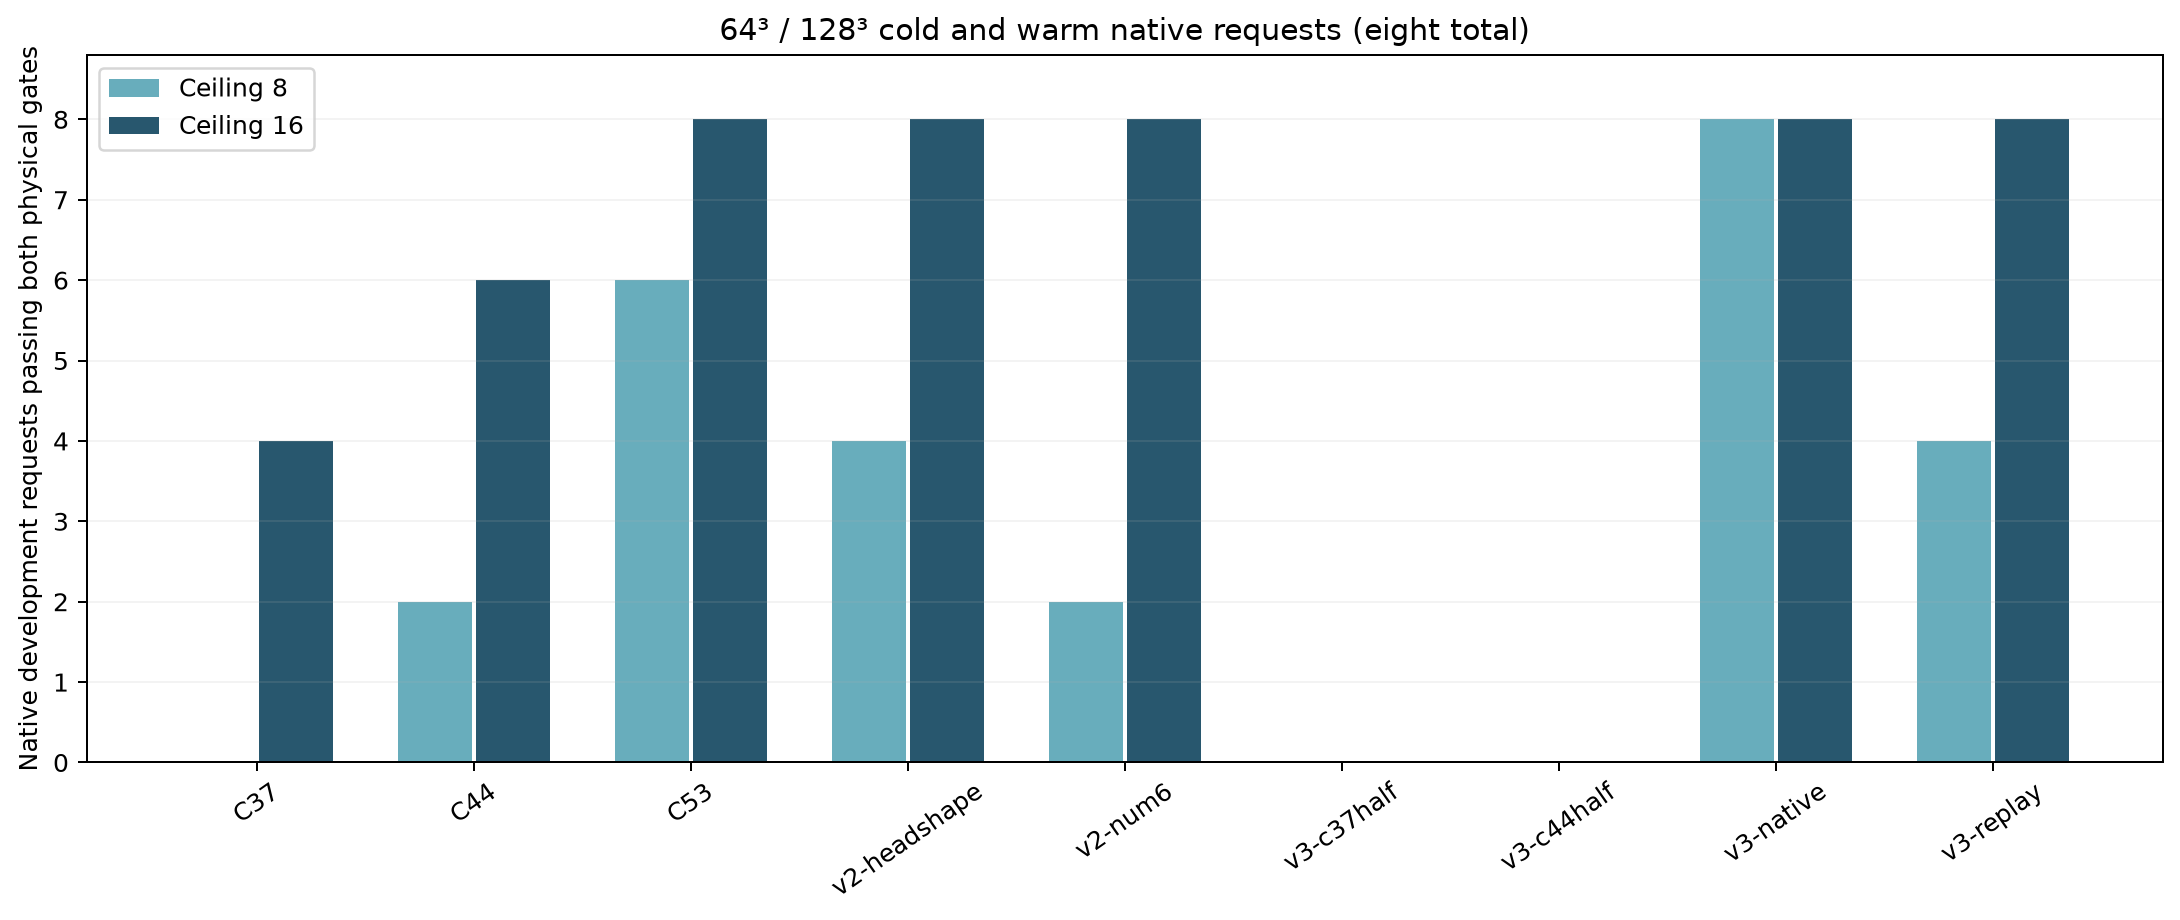 64³ / 128³ cold and warm native requests (eight total)
Ceiling 8
Ceiling 16
Native development requests passing both physical gates
8
7
6
5
4
3
2
1
0
C37
C44
C53
v2-headshape
v2-num6
v3-c37half
v3-c44half
v3-native
v3-replay